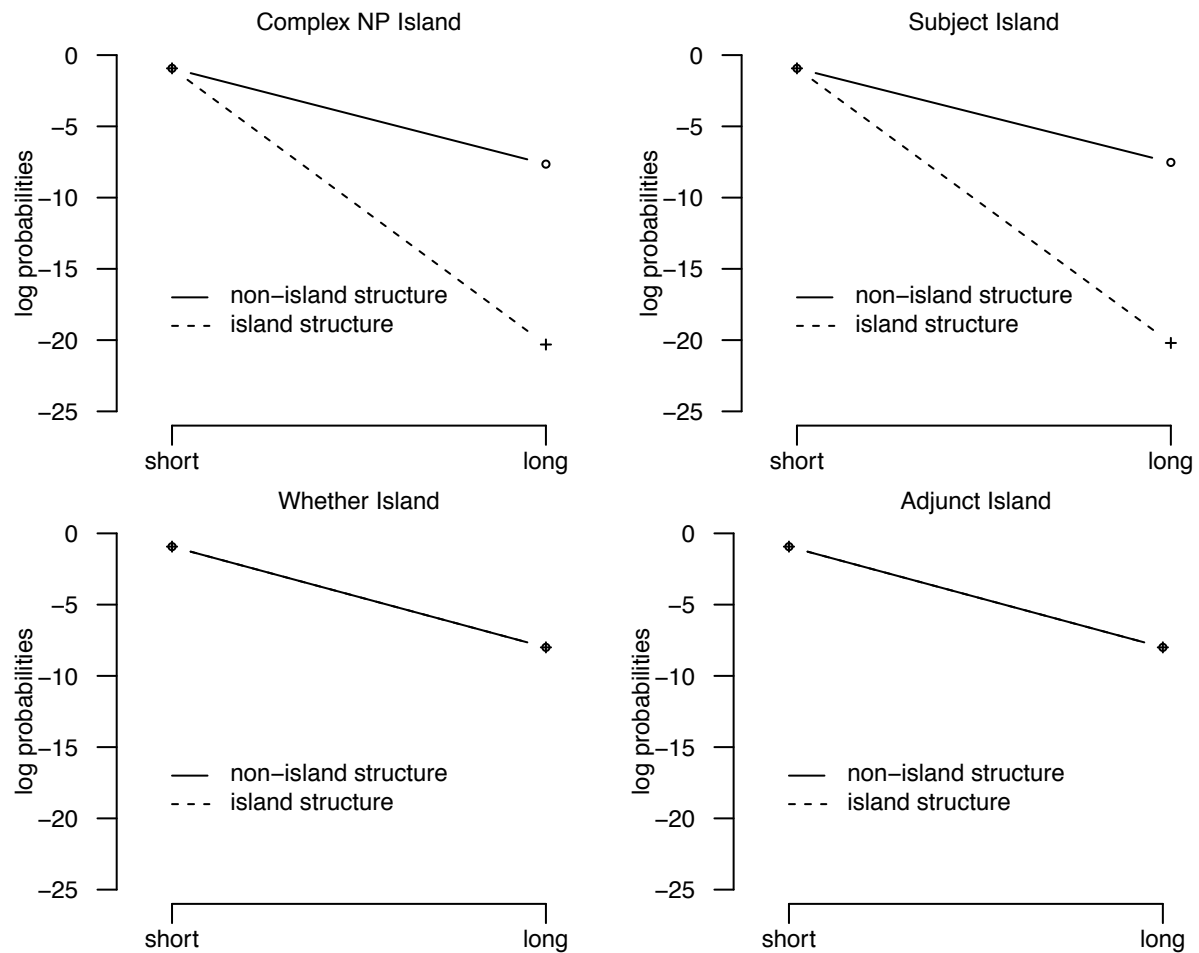 Complex NP Island
0
−5
−10
−15
−20
−25
log probabilities
non−island structure
island structure
short long
Subject Island
0
−5
−10
−15
−20
−25
log probabilities
non−island structure
island structure
short long
Whether Island
0
−5
−10
−15
−20
−25
log probabilities
non−island structure
island structure
short long
Adjunct Island
0
−5
−10
−15
−20
−25
log probabilities
non−island structure
island structure
short long